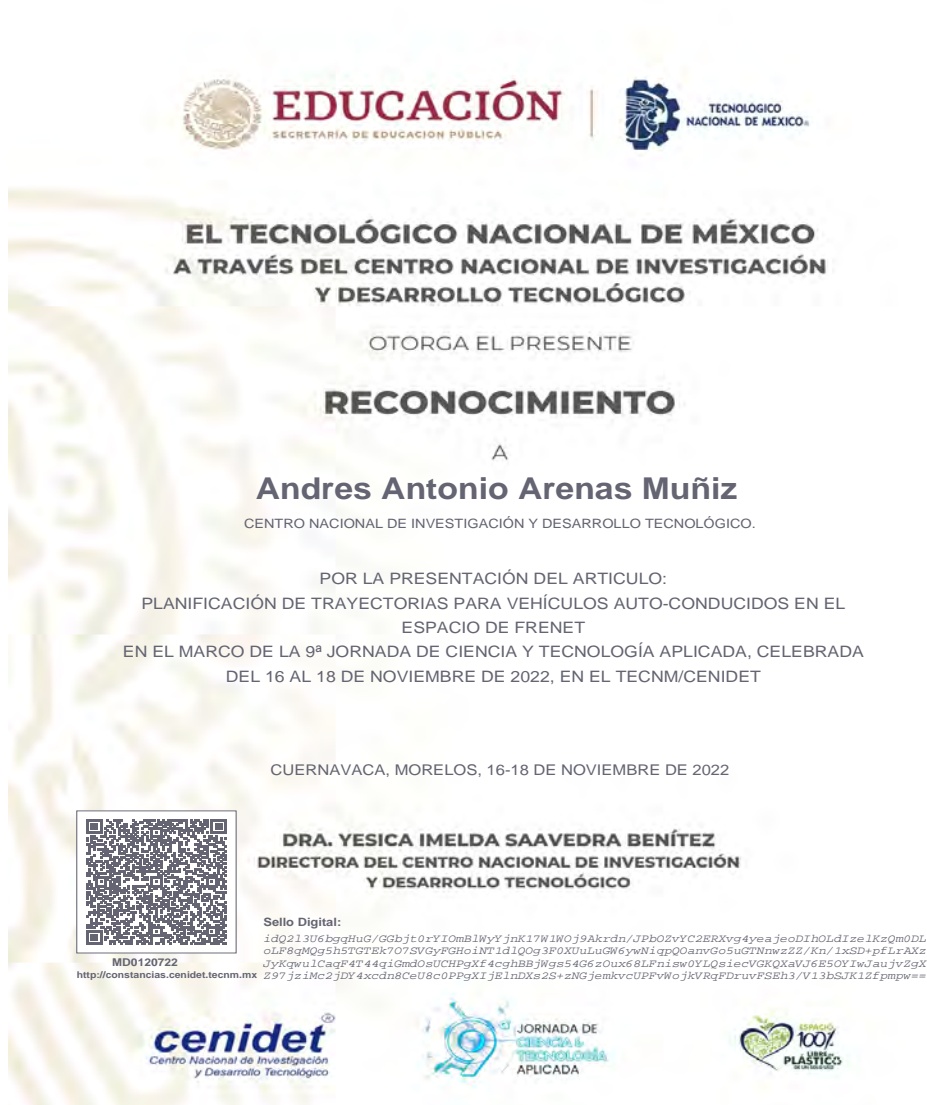 EDUCACIÓN
SECRETARÍA DE EDUCACIÓN PÚBLICA
TECNOLÓGICO
NACIONAL DE MÉXICO®
EL TECNOLÓGICO NACIONAL DE MÉXICO
A TRAVÉS DEL CENTRO NACIONAL DE INVESTIGACIÓN
Y DESARROLLO TECNOLÓGICO
OTORGA EL PRESENTE
RECONOCIMIENTO
A
Andres Antonio Arenas Muñiz
CENTRO NACIONAL DE INVESTIGACIÓN Y DESARROLLO TECNOLÓGICO.
POR LA PRESENTACIÓN DEL ARTICULO:
PLANIFICACIÓN DE TRAYECTORIAS PARA VEHÍCULOS AUTO-CONDUCIDOS EN EL
ESPACIO DE FRENET
EN EL MARCO DE LA 9ª JORNADA DE CIENCIA Y TECNOLOGÍA APLICADA, CELEBRADA
DEL 16 AL 18 DE NOVIEMBRE DE 2022, EN EL TECNM/CENIDET
CUERNAVACA, MORELOS, 16-18 DE NOVIEMBRE DE 2022
DRA. YESICA IMELDA SAAVEDRA BENÍTEZ
DIRECTORA DEL CENTRO NACIONAL DE INVESTIGACIÓN
Y DESARROLLO TECNOLÓGICO
Sello Digital:
MD0120722
http://constancias.cenidet.tecnm.mx
cenidet®
Centro Nacional de Investigación
y Desarrollo Tecnológico
JORNADA DE
CIENCIA &
TECNOLOGÍA
APLICADA
ESPACIO
100%
LIBRE DE
PLÁSTICOS
DE UN SOLO USO